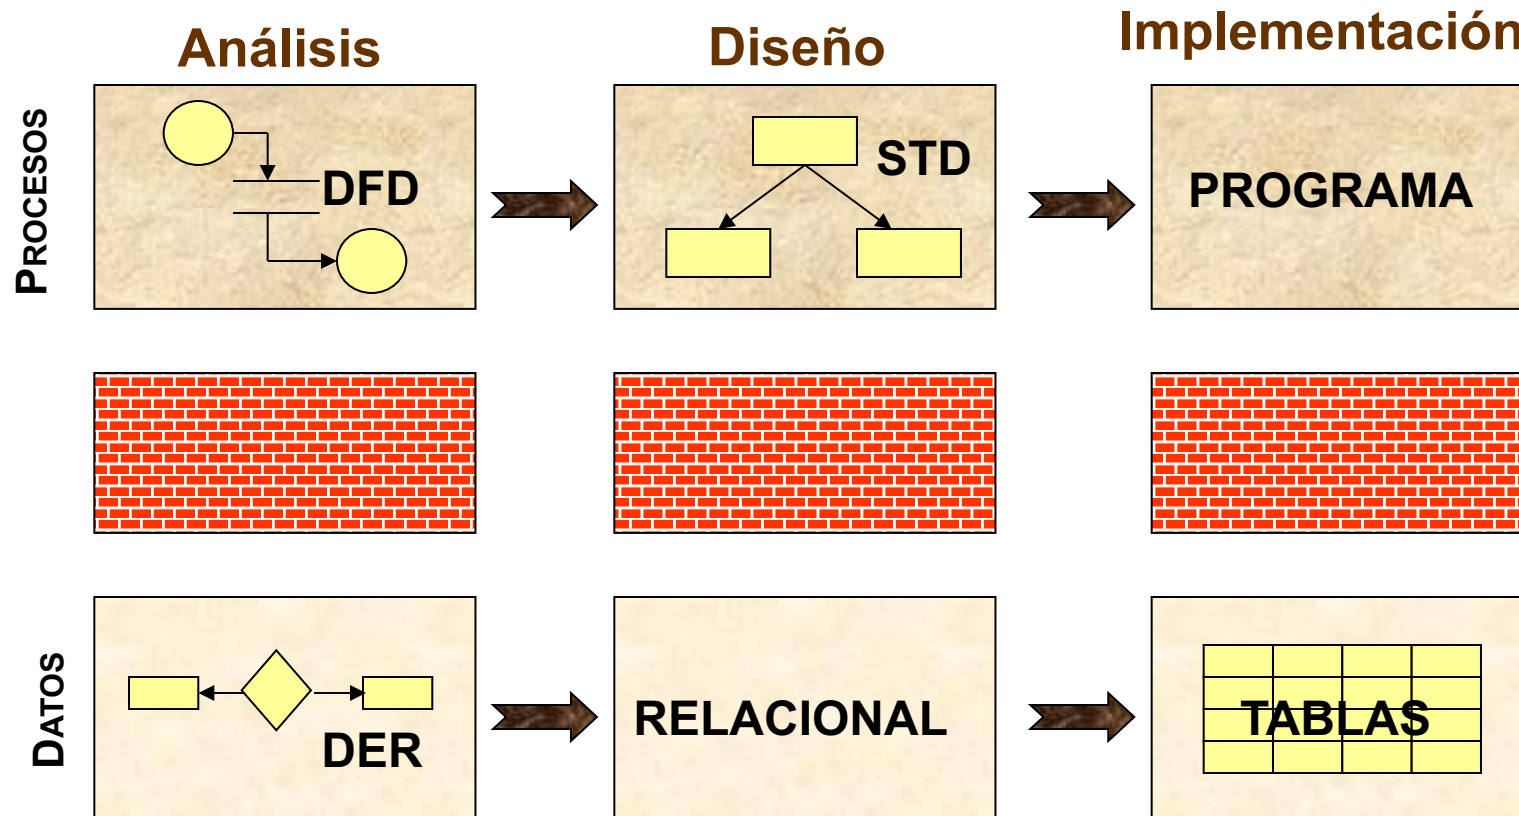 Análisis
Diseño
Implementación
PROCESOS
DFD
STD
PROGRAMA
DATOS
DER
RELACIONAL
TABLAS